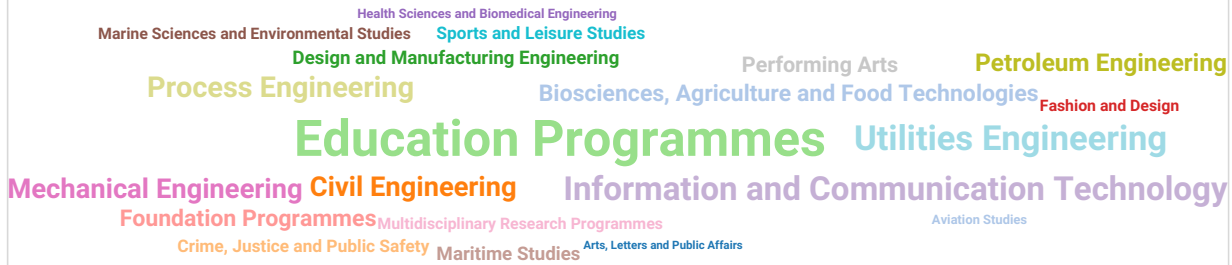 Health Sciences and Biomedical Engineering
Marine Sciences and Environmental Studies
Sports and Leisure Studies
Design and Manufacturing Engineering
Performing Arts
Petroleum Engineering
Process Engineering
Biosciences, Agriculture and Food Technologies
Fashion and Design
Education Programmes
Utilities Engineering
Mechanical Engineering
Civil Engineering
Information and Communication Technology
Foundation Programmes
Multidisciplinary Research Programmes
Aviation Studies
Crime, Justice and Public Safety
Maritime Studies
Arts, Letters and Public Affairs